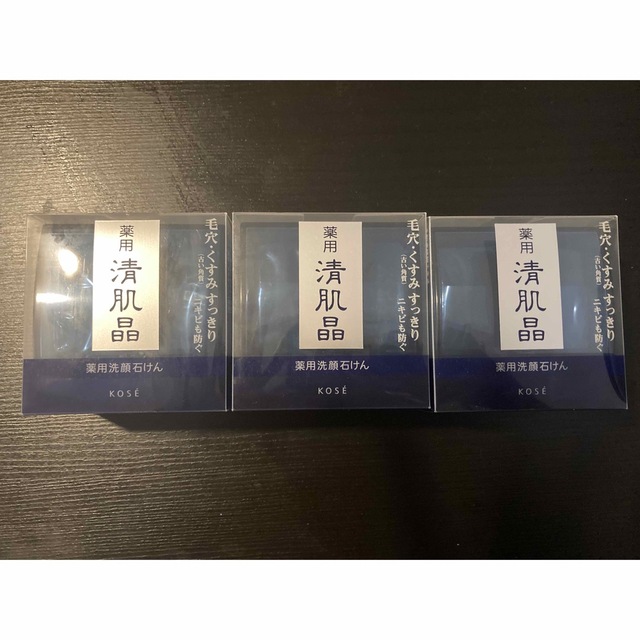 薬用
清肌晶
毛穴・くすみ すっきり
(古い角質)
ニキビも防ぐ
薬用洗顔石けん
KOSÉ
薬用
清肌晶
毛穴・くすみ すっきり
(古い角質)
ニキビも防ぐ
薬用洗顔石けん
KOSÉ
薬用
清肌晶
毛穴・くすみ すっきり
(古い角質)
ニキビも防ぐ
薬用洗顔石けん
KOSÉ